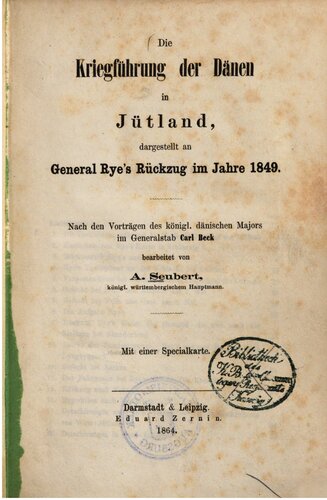 Die
Kriegführung der Dänen
in
Jütland,
dargestellt an
General Rye's Rückzug im Jahre 1849.
Nach den Vorträgen des königl. dänischen Majors
im Generalstab Carl Beck
bearbeitet von
A. Seubert,
königl. württembergischem Hauptmann.
Mit einer Specialkarte.
Bibliothek
des
Darmstadt & Leipzig.
Eduard Zernin.
1864.